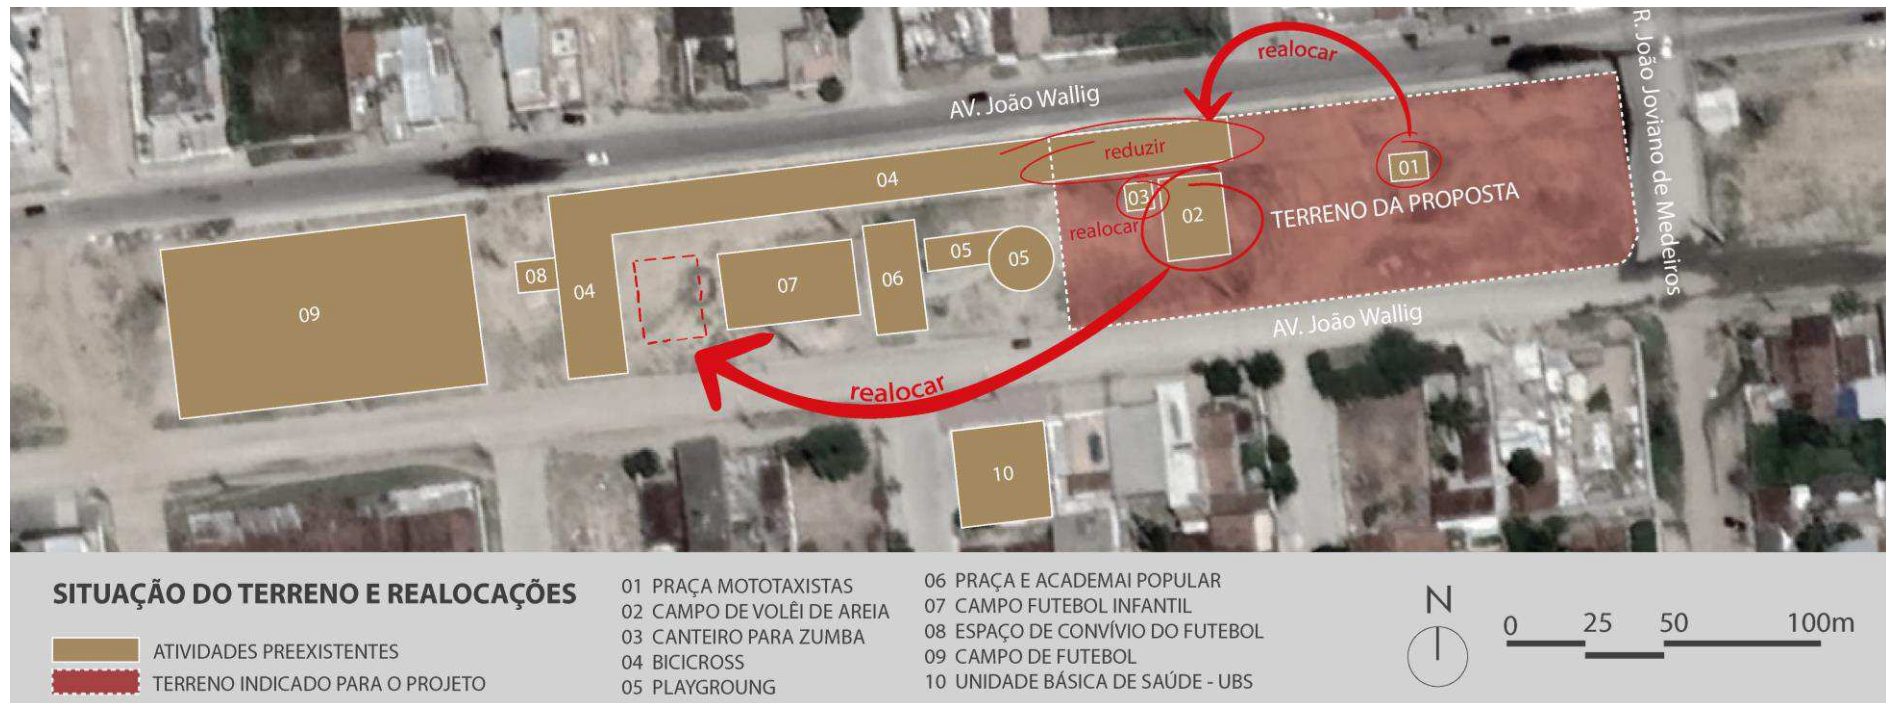 realocar
AV. João Wallig
R. João Joviano de Medeiros
reduzir
01
04
03
02
TERRENO DA PROPOSTA
realocar
05
05
08
04
07
06
09
AV. João Wallig
realocar
10
SITUAÇÃO DO TERRENO E REALOCAÇÕES
ATIVIDADES PREEXISTENTES
TERRENO INDICADO PARA O PROJETO
01 PRAÇA MOTOTAXISTAS
02 CAMPO DE VOLÊI DE AREIA
03 CANTEIRO PARA ZUMBA
04 BICICROSS
05 PLAYGROUNG
06 PRAÇA E ACADEMAI POPULAR
07 CAMPO FUTEBOL INFANTIL
08 ESPAÇO DE CONVÍVIO DO FUTEBOL
09 CAMPO DE FUTEBOL
10 UNIDADE BÁSICA DE SAÚDE - UBS
N
0 25 50 100m